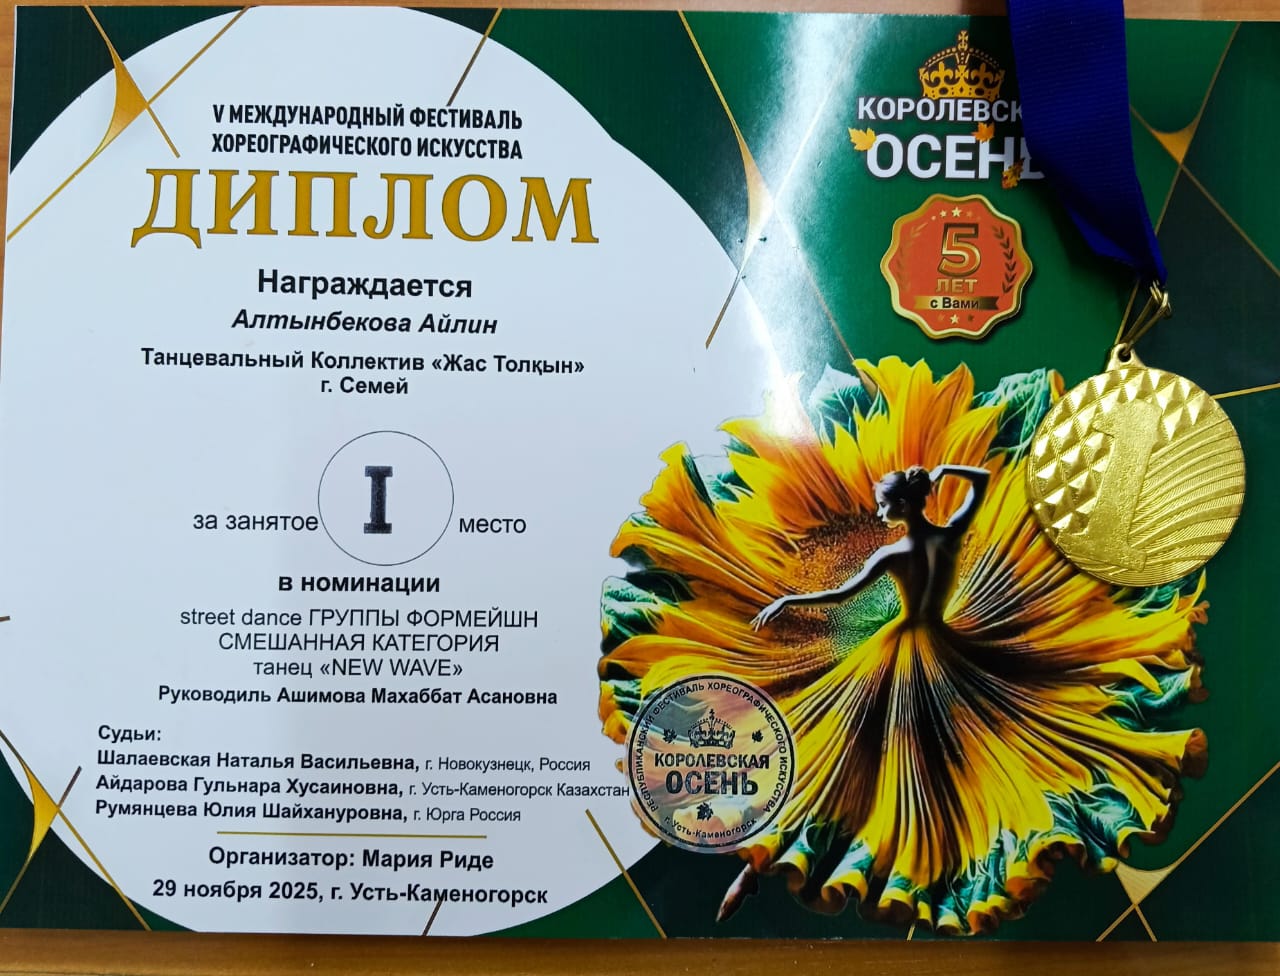 V МЕЖДУНАРОДНЫЙ ФЕСТИВАЛЬ
ХОРЕОГРАФИЧЕСКОГО ИСКУССТВА
ДИПЛОМ
Награждается
Алтынбекова Айлин
Танцевальный Коллектив «Жас Толқын»
г. Семей
за занятое I место
в номинации
street dance ГРУППЫ ФОРМЕЙШН
СМЕШАННАЯ КАТЕГОРИЯ
танец «NEW WAVE»
Руководиль Ашимова Махаббат Асановна
Судьи:
Шалаевская Наталья Васильевна, г. Новокузнецк, Россия
Айдарова Гульнара Хусаиновна, г. Усть-Каменогорск Казахстан
Румянцева Юлия Шайхануровна, г. Юрга Россия
Организатор: Мария Риде
29 ноября 2025, г. Усть-Каменогорск
КОРОЛЕВСК
ОСЕНЬ
5
ЛЕТ
с Вами
1
РЕСПУБЛИКАНСКИЙ ФЕСТИВАЛЬ ХОРЕОГРАФИЧЕСКОГО ИСКУССТВА
КОРОЛЕВСКАЯ
ОСЕНЬ
г. Усть-Каменогорск